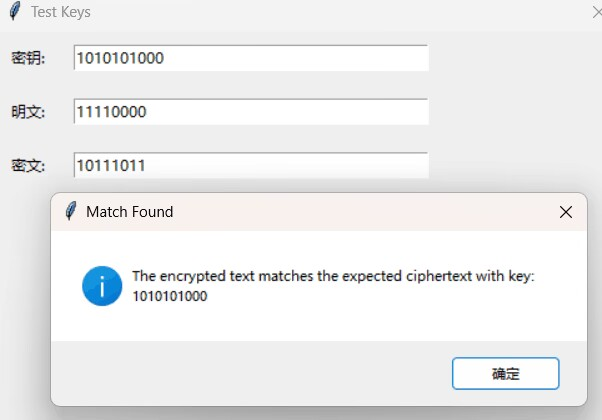 Test Keys
密钥: 1010101000
明文: 11110000
密文: 10111011
Match Found
The encrypted text matches the expected ciphertext with key:
1010101000
确定